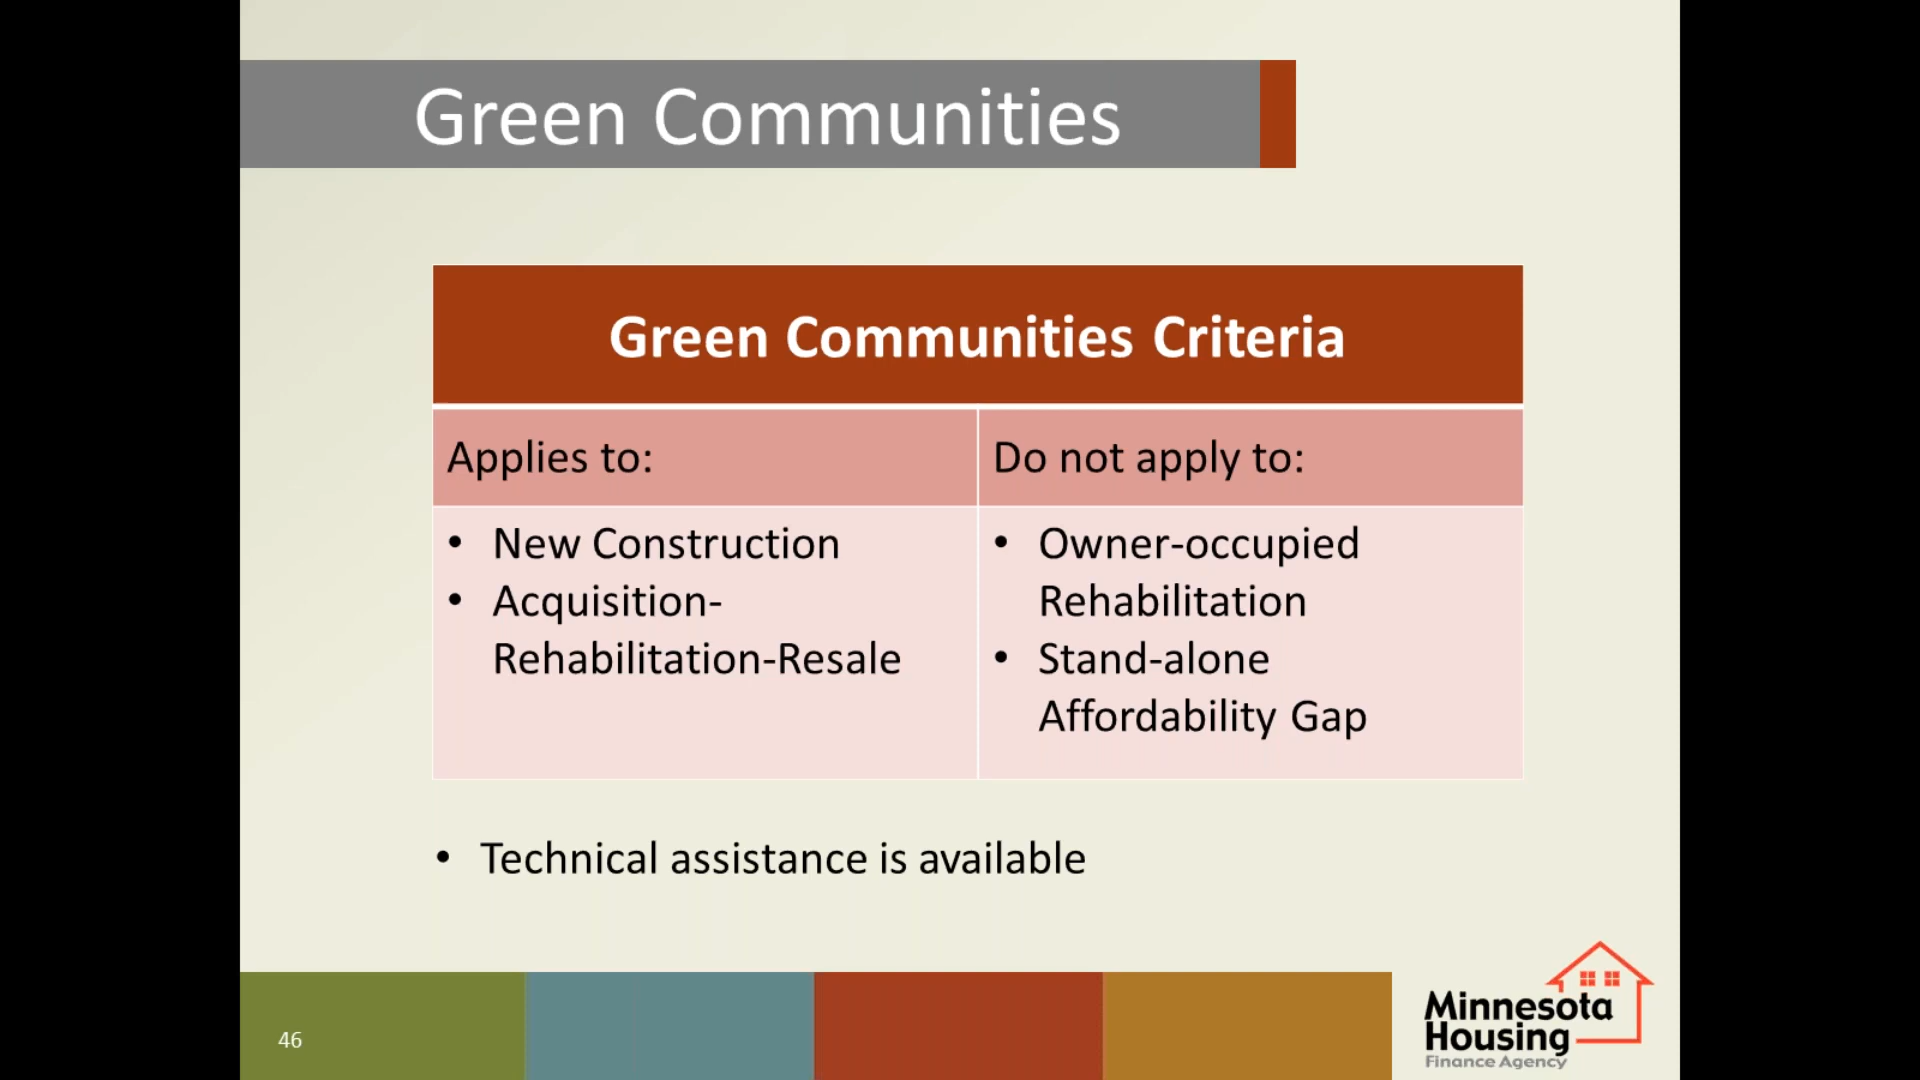 Green Communities
Green Communities Criteria
Applies to:
Do not apply to:
• New Construction
• Acquisition-
Rehabilitation-Resale
• Owner-occupied
Rehabilitation
• Stand-alone
Affordability Gap
• Technical assistance is available
46
Minnesota
Housing
Finance Agency